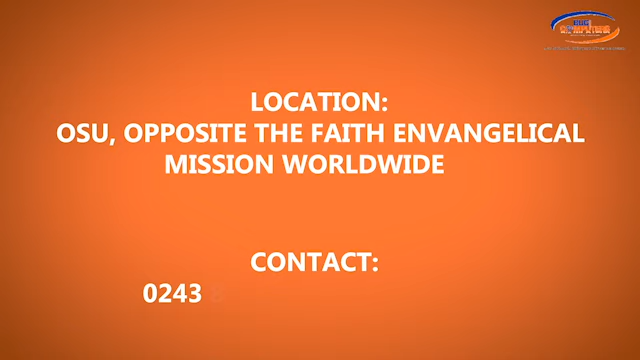 LOCATION:
OSU, OPPOSITE THE FAITH ENVANGELICAL
MISSION WORLDWIDE
CONTACT:
0243